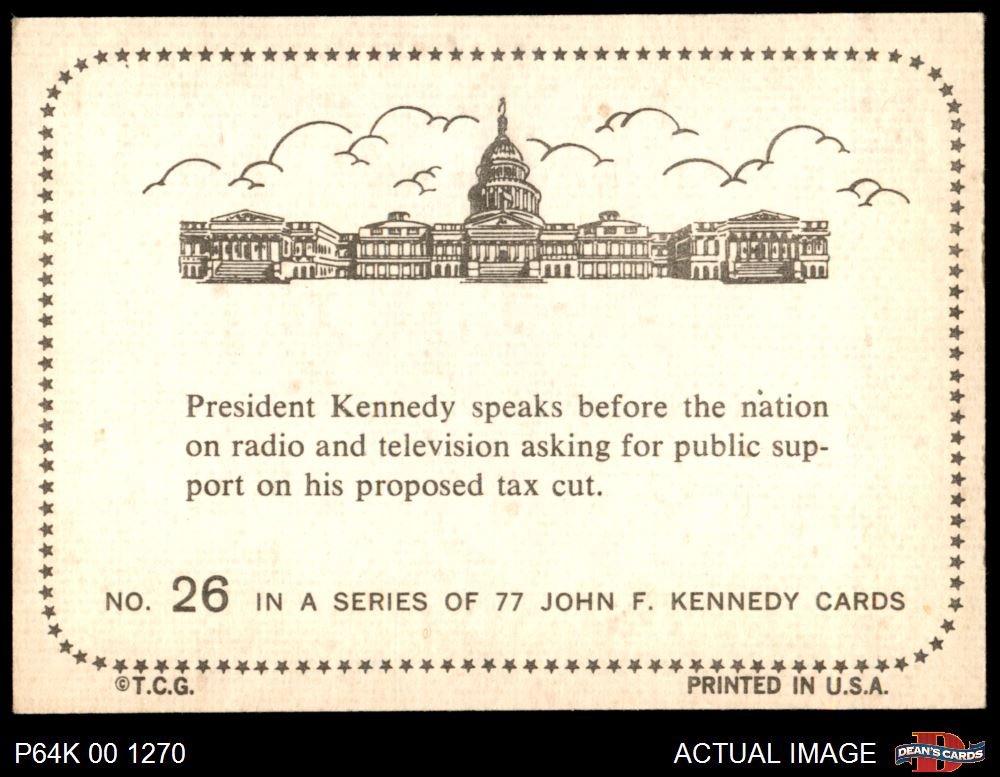 President Kennedy speaks before the nation
on radio and television asking for public sup-
port on his proposed tax cut.
NO. 26 IN A SERIES OF 77 JOHN F. KENNEDY CARDS
©T.C.G. PRINTED IN U.S.A.
P64K 00 1270 ACTUAL IMAGE DEAN'S CARDS